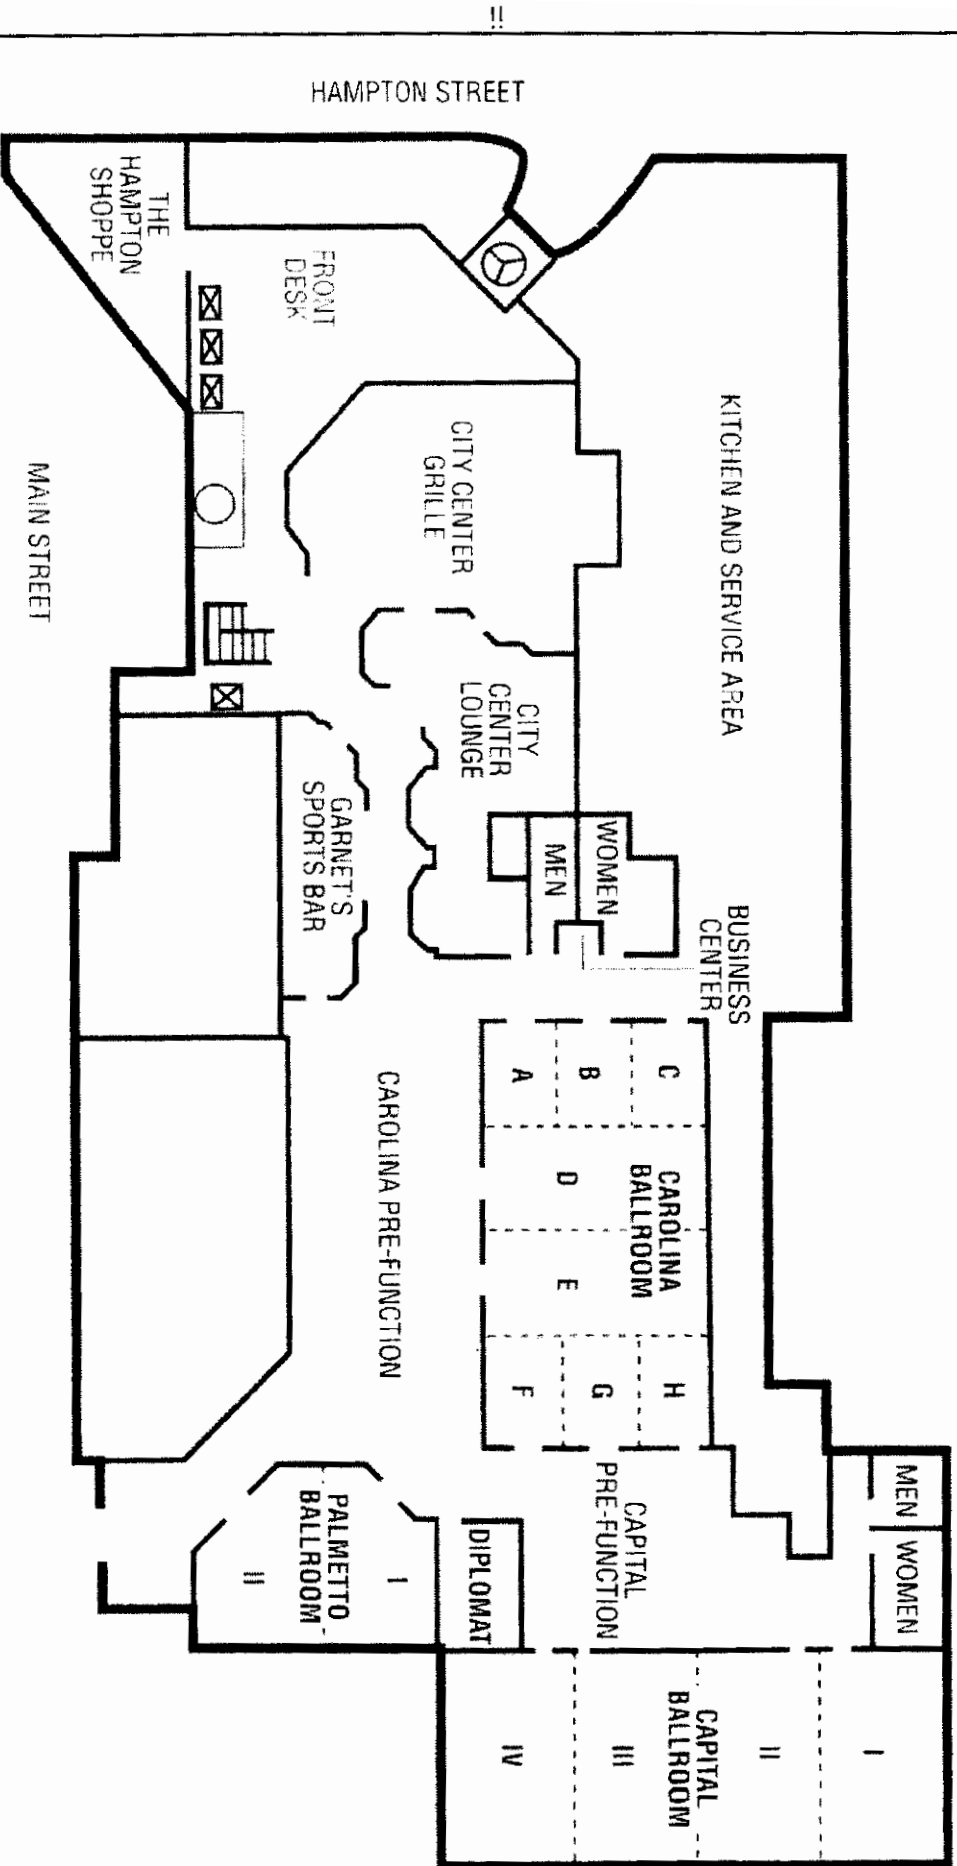 !!
HAMPTON STREET
THE
HAMPTON
SHOPPE
FRONT
DESK
MAIN STREET
CITY CENTER
GRILLE
KITCHEN AND SERVICE AREA
CITY
CENTER
LOUNGE
GARNET'S
SPORTS BAR
WOMEN
MEN
BUSINESS
CENTER
C
B
A
CAROLINA
BALLROOM
D
E
H
G
F
CAROLINA PRE-FUNCTION
CAPITAL
PRE-FUNCTION
MEN
WOMEN
DIPLOMAT
PALMETTO
BALLROOM
I
II
CAPITAL
BALLROOM
I
II
III
IV